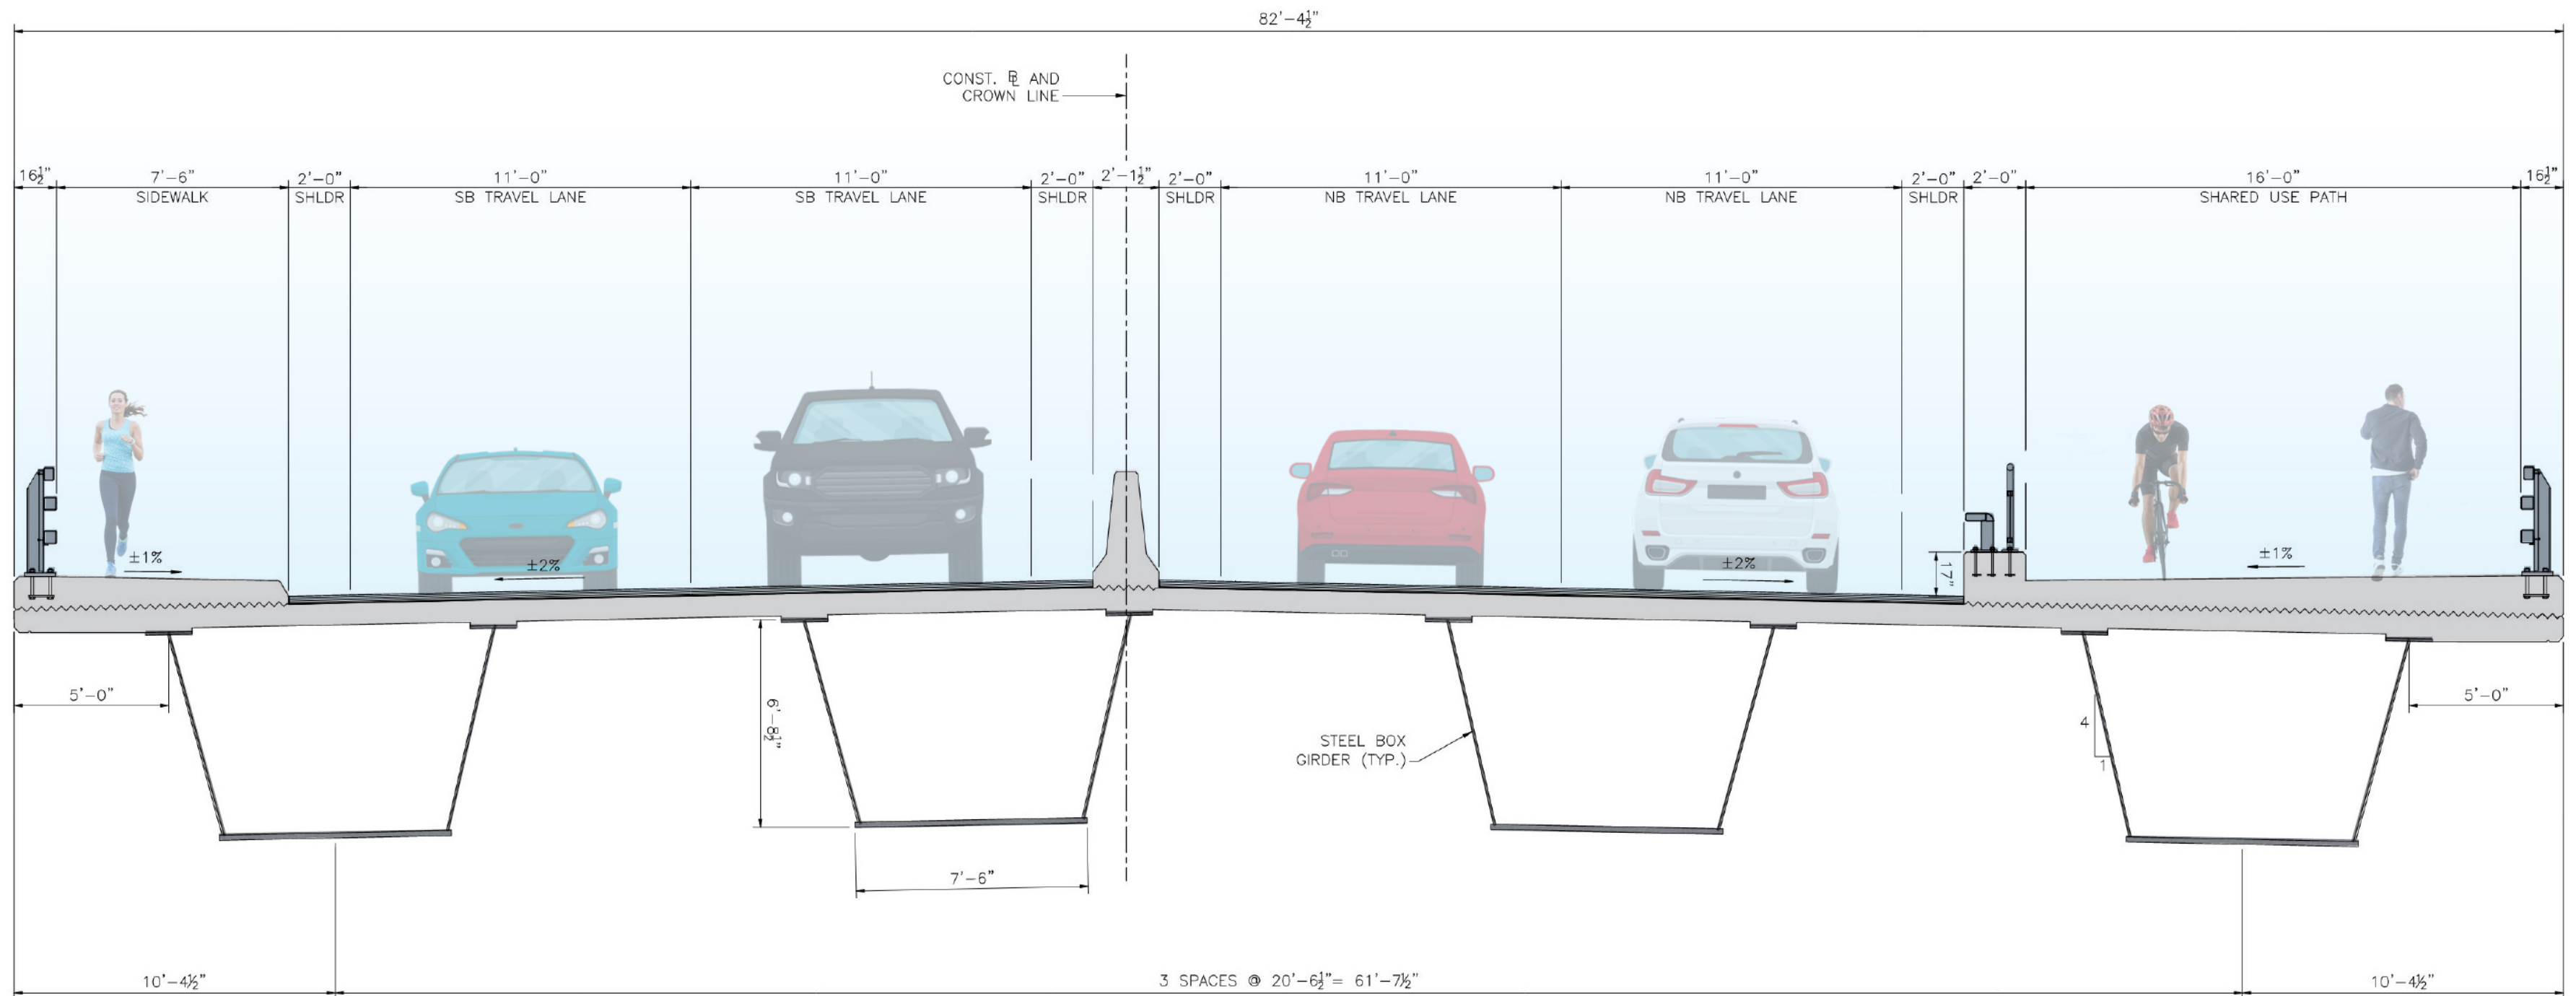 82'-4½"
CONST. ℞ AND
CROWN LINE
16½" 7'-6" 2'-0" 11'-0" 11'-0" 2'-0" 2'-1½" 2'-0" 11'-0" 11'-0" 2'-0" 2'-0" 16'-0" 16½"
SIDEWALK SHLDR SB TRAVEL LANE SB TRAVEL LANE SHLDR SHLDR NB TRAVEL LANE NB TRAVEL LANE SHLDR SHARED USE PATH
±1% ±2% ±2% 17" ±1%
5'-0" 6'-8½" 5'-0"
4
1
STEEL BOX
GIRDER (TYP.)
7'-6"
10'-4½" 3 SPACES @ 20'-6½"= 61'-7½" 10'-4½"